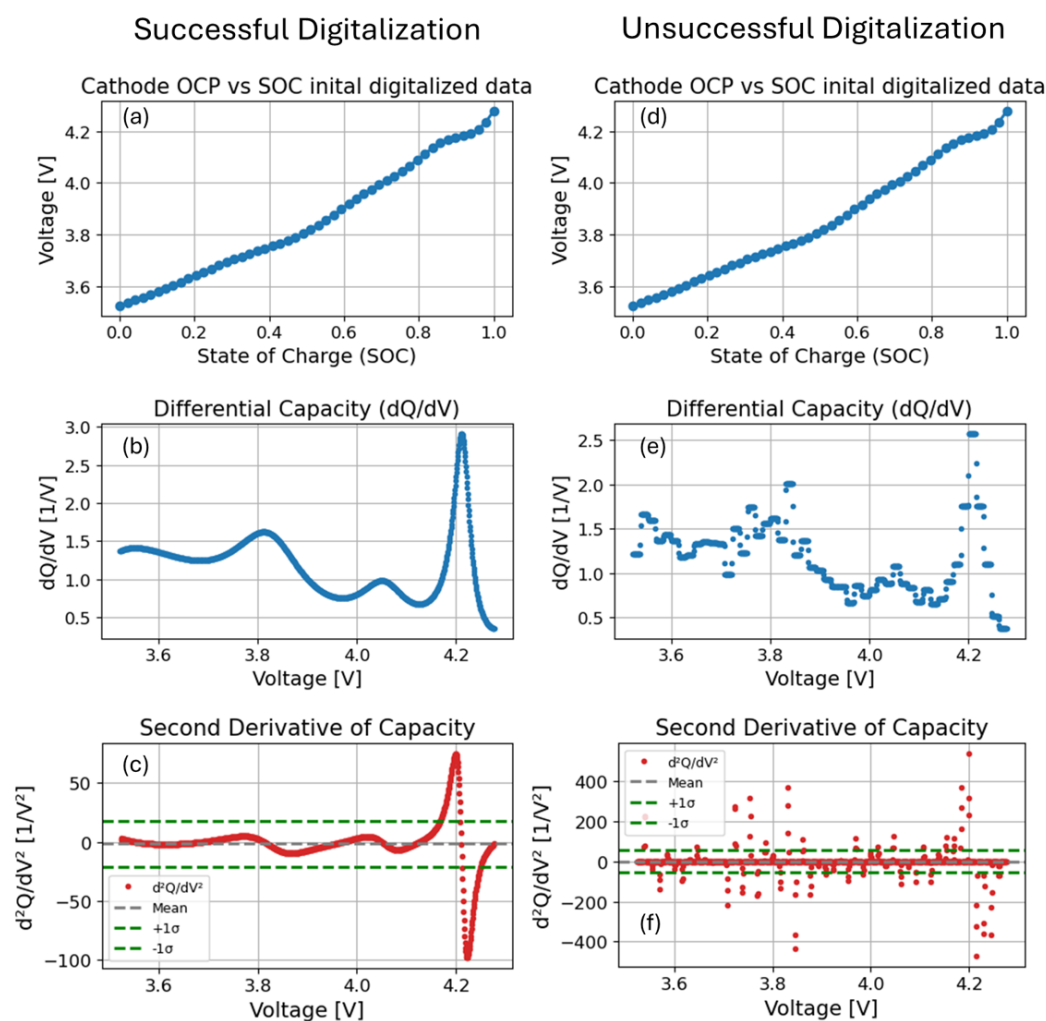 Successful Digitalization
Unsuccessful Digitalization
Cathode OCP vs SOC inital digitalized data
(a)
Voltage [V]
4.2
4.0
3.8
3.6
0.0 0.2 0.4 0.6 0.8 1.0
State of Charge (SOC)
Cathode OCP vs SOC inital digitalized data
(d)
Voltage [V]
4.2
4.0
3.8
3.6
0.0 0.2 0.4 0.6 0.8 1.0
State of Charge (SOC)
Differential Capacity (dQ/dV)
(b)
dQ/dV [1/V]
3.0
2.5
2.0
1.5
1.0
0.5
3.6 3.8 4.0 4.2
Voltage [V]
Differential Capacity (dQ/dV)
(e)
dQ/dV [1/V]
2.5
2.0
1.5
1.0
0.5
3.6 3.8 4.0 4.2
Voltage [V]
Second Derivative of Capacity
(c)
d²Q/dV² [1/V²]
50
0
−50
−100
d²Q/dV²
Mean
+1σ
-1σ
3.6 3.8 4.0 4.2
Voltage [V]
Second Derivative of Capacity
d²Q/dV² [1/V²]
400
200
0
−200
−400
d²Q/dV²
Mean
+1σ
-1σ
(f)
3.6 3.8 4.0 4.2
Voltage [V]